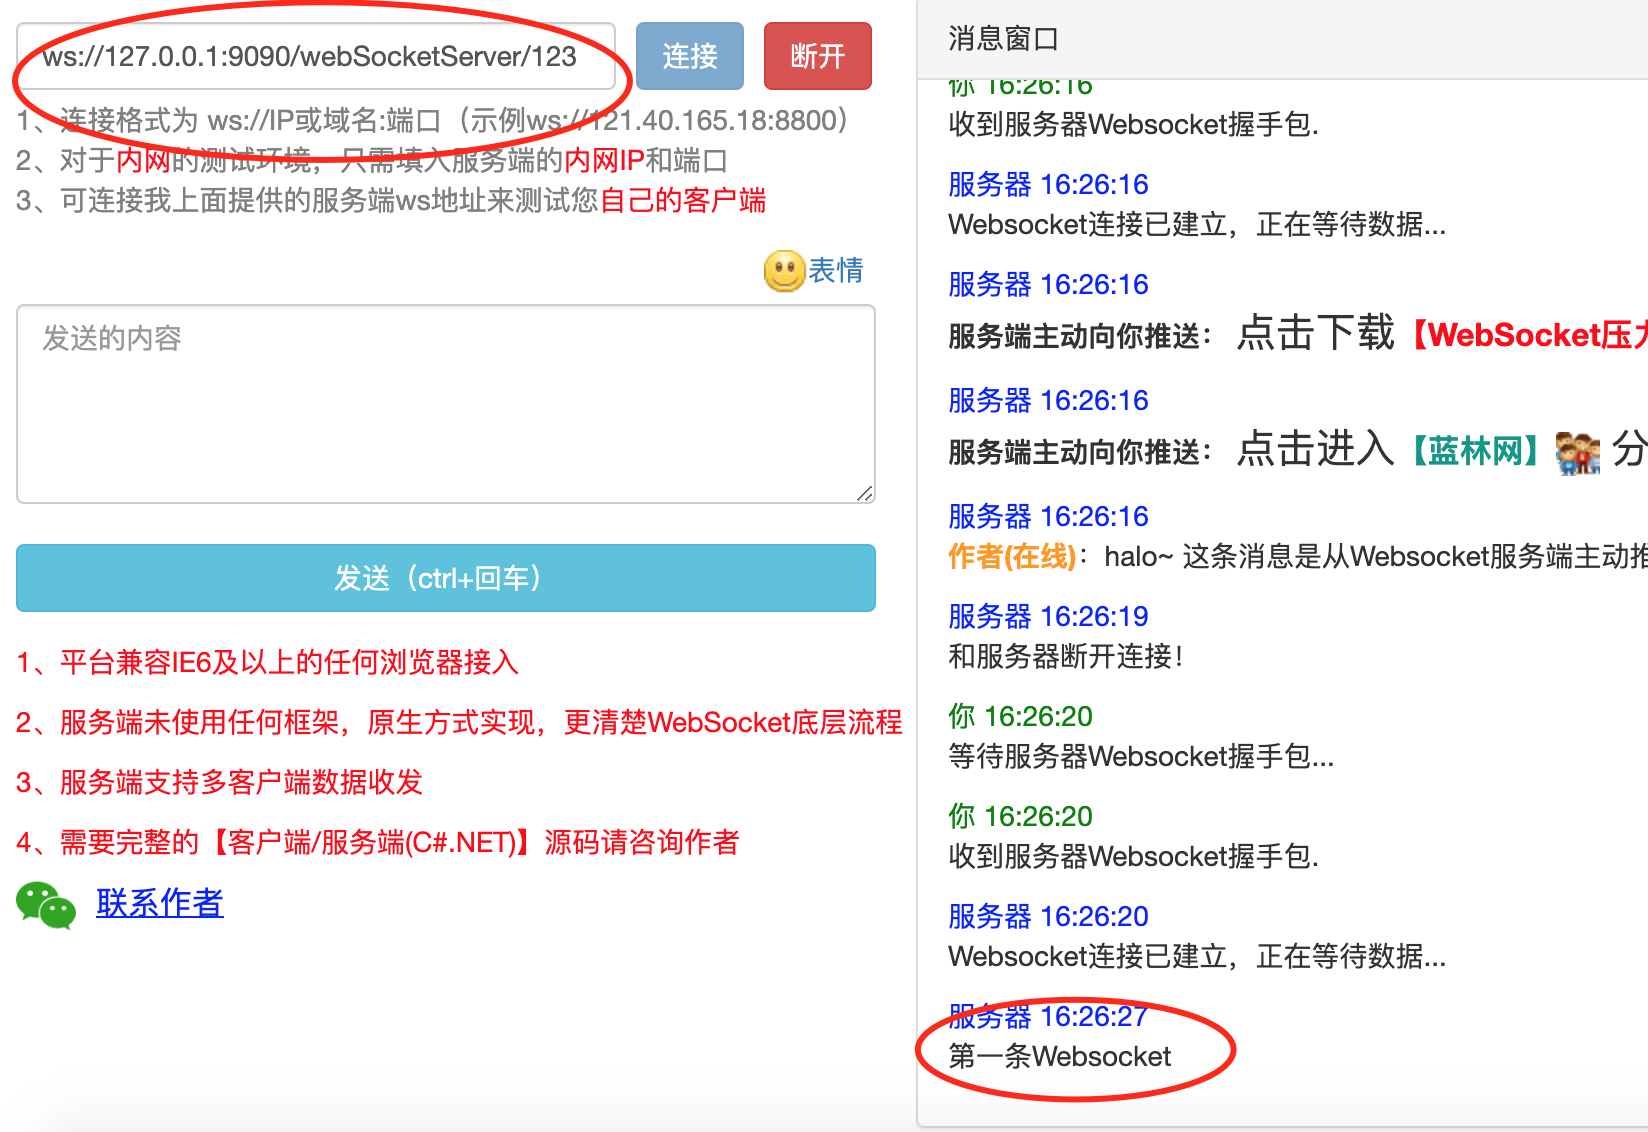 ws://127.0.0.1:9090/webSocketServer/123
连接
断开
1、连接格式为 ws://IP或域名:端口（示例ws://121.40.165.18:8800）
2、对于内网的测试环境，只需填入服务端的内网IP和端口
3、可连接我上面提供的服务端ws地址来测试您自己的客户端
表情
发送的内容
发送（ctrl+回车）
1、平台兼容IE6及以上的任何浏览器接入
2、服务端未使用任何框架，原生方式实现，更清楚WebSocket底层流程
3、服务端支持多客户端数据收发
4、需要完整的【客户端/服务端(C#.NET)】源码请咨询作者
联系作者
消息窗口
你 16:26:16
收到服务器Websocket握手包.
服务器 16:26:16
Websocket连接已建立，正在等待数据...
服务器 16:26:16
服务端主动向你推送： 点击下载【WebSocket压力
服务器 16:26:16
服务端主动向你推送： 点击进入【蓝林网】 分
服务器 16:26:16
作者(在线)：halo~ 这条消息是从Websocket服务端主动推
服务器 16:26:19
和服务器断开连接！
你 16:26:20
等待服务器Websocket握手包...
你 16:26:20
收到服务器Websocket握手包.
服务器 16:26:20
Websocket连接已建立，正在等待数据...
服务器 16:26:27
第一条Websocket